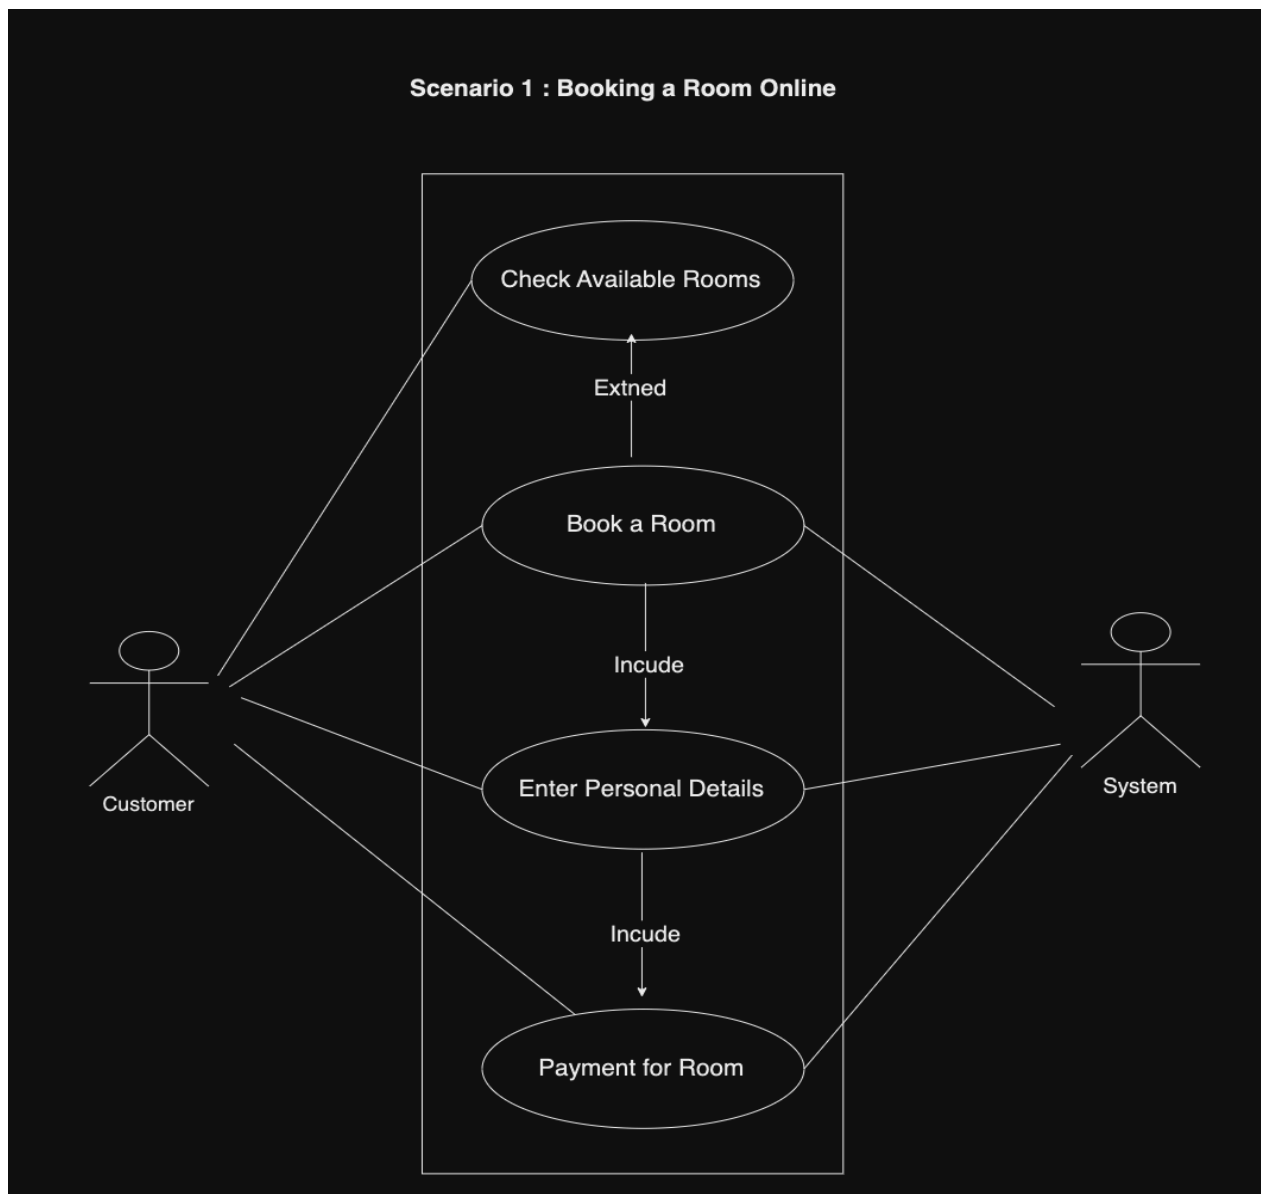 Scenario 1 : Booking a Room Online
Check Available Rooms
Extned
Book a Room
Incude
Enter Personal Details
Customer
System
Incude
Payment for Room